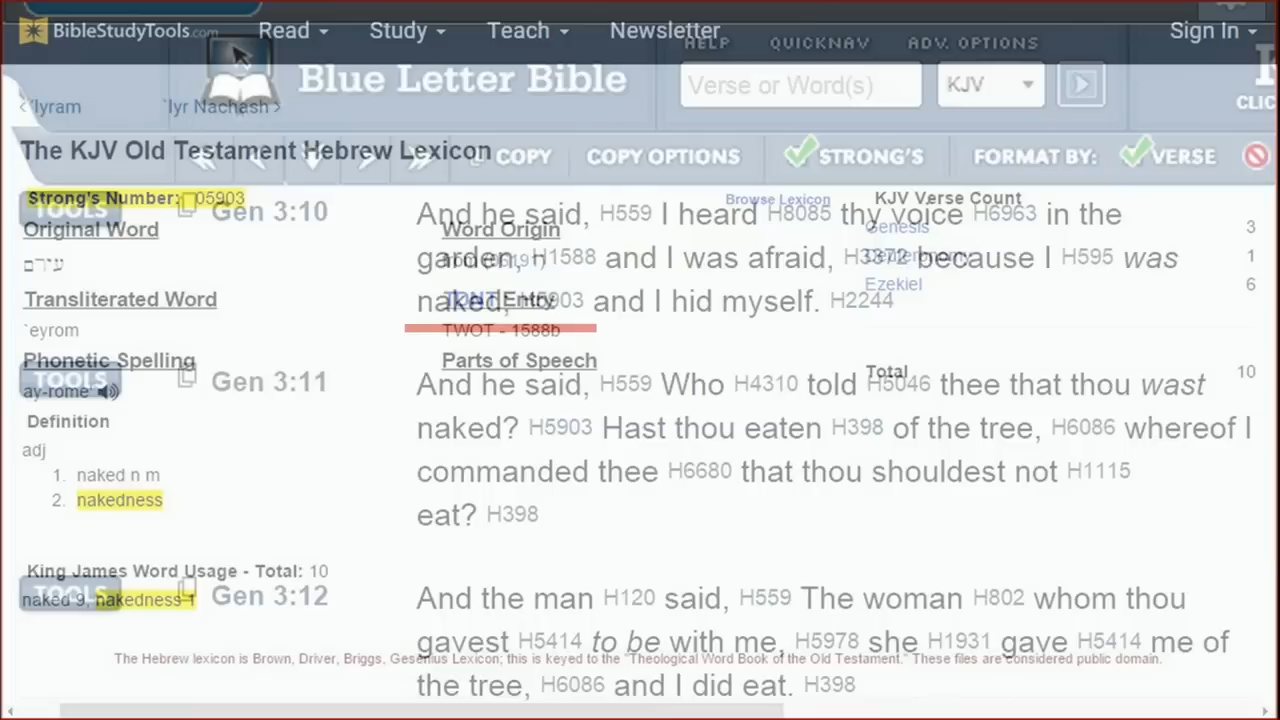 BibleStudyTools.com Read Study Teach Newsletter Sign In
HELP QUICKNAV ADV. OPTIONS
Blue Letter Bible
Verse or Word(s) KJV
‹ 'Iyram 'Iyr Nachash ›
CLIC
The KJV Old Testament Hebrew Lexicon
COPY COPY OPTIONS STRONG'S FORMAT BY: VERSE
Strong's Number: 05903 Browse Lexicon KJV Verse Count
TOOLS Gen 3:10 And he said, H559 I heard H8085 thy voice H6963 in the
Original Word Word Origin Genesis 3
עירם
garden, H1588 and I was afraid, H3372 because I H595 was
1
Ezekiel 6
Transliterated Word TDNT Entry
naked; H5903 and I hid myself. H2244
`eyrom TWOT - 1588b
Phonetic Spelling Parts of Speech
Total 10
TOOLS Gen 3:11 And he said, H559 Who H4310 told H5046 thee that thou wast
ay-rome
Definition
naked? H5903 Hast thou eaten H398 of the tree, H6086 whereof I
adj
1. naked n m
commanded thee H6680 that thou shouldest not H1115
2. nakedness
eat? H398
King James Word Usage - Total: 10
naked 9, nakedness 1
TOOLS Gen 3:12 And the man H120 said, H559 The woman H802 whom thou
gavest H5414 to be with me, H5978 she H1931 gave H5414 me of
The Hebrew lexicon is Brown, Driver, Briggs, Gesenius Lexicon; this is keyed to the "Theological Word Book of the Old Testament." These files are considered public domain.
the tree, H6086 and I did eat. H398